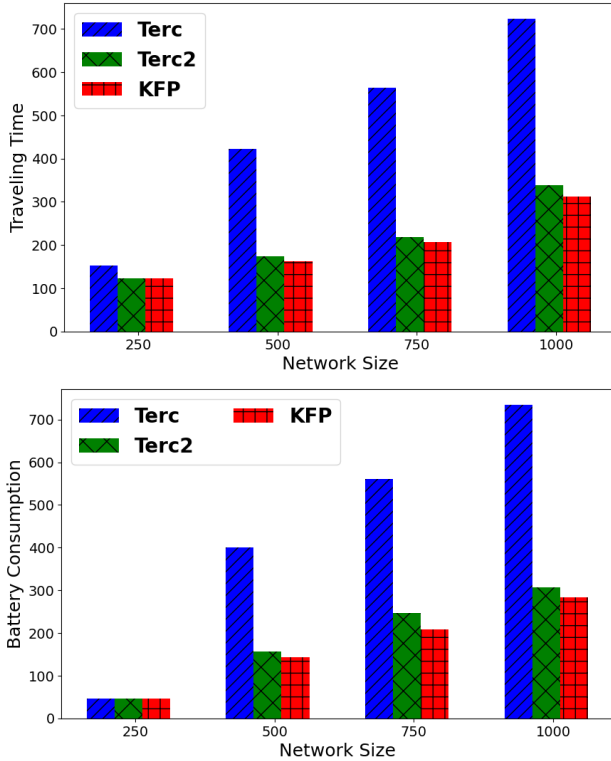 Terc
Terc2
KFP
Traveling Time
700
600
500
400
300
200
100
0
250 500 750 1000
Network Size
Terc KFP
Terc2
Battery Consumption
700
600
500
400
300
200
100
0
250 500 750 1000
Network Size